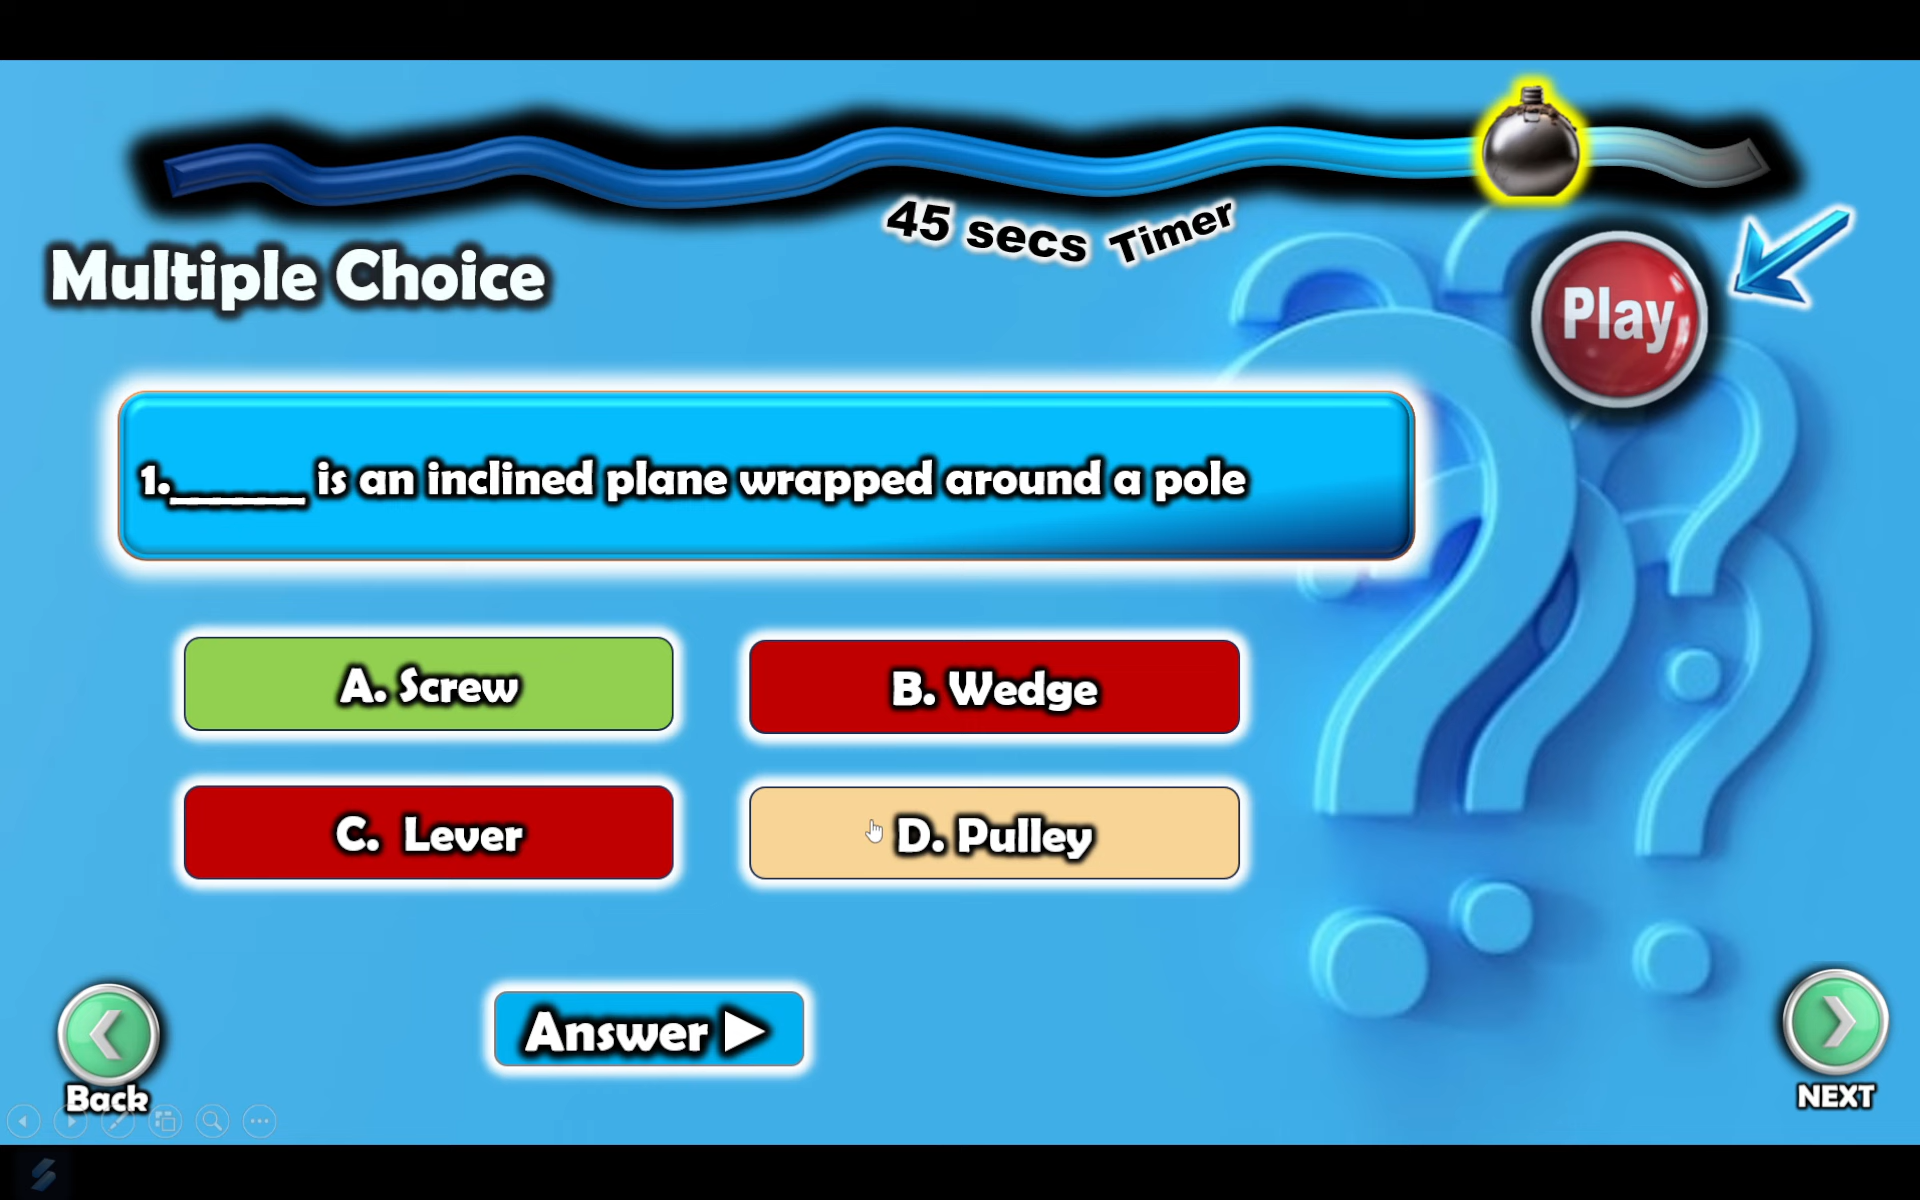 45 secs Timer
Multiple Choice
Play
1.______ is an inclined plane wrapped around a pole
A. Screw
B. Wedge
C. Lever
D. Pulley
Answer
Back
NEXT